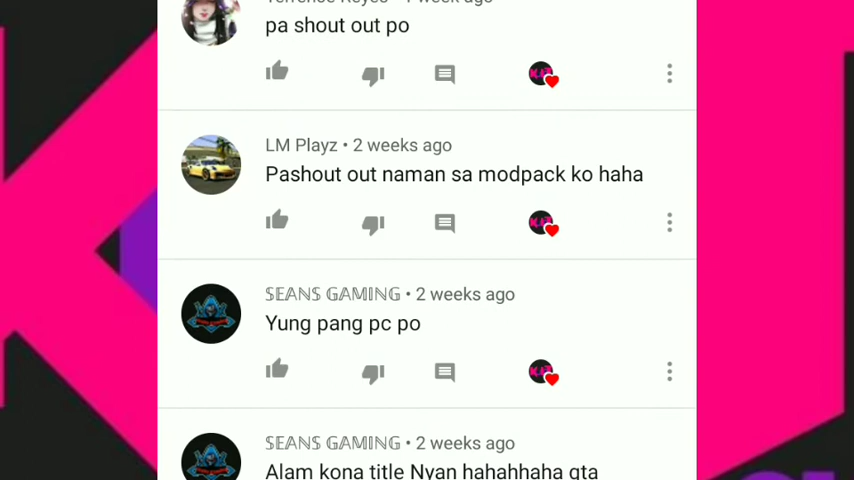 pa shout out po
LM Playz • 2 weeks ago
Pashout out naman sa modpack ko haha
𝕊𝔼𝔸ℕ𝕊 𝔾𝔸𝕄𝕀ℕ𝔾 • 2 weeks ago
Yung pang pc po
𝕊𝔼𝔸ℕ𝕊 𝔾𝔸𝕄𝕀ℕ𝔾 • 2 weeks ago
Alam kona title Nyan hahahhaha gta